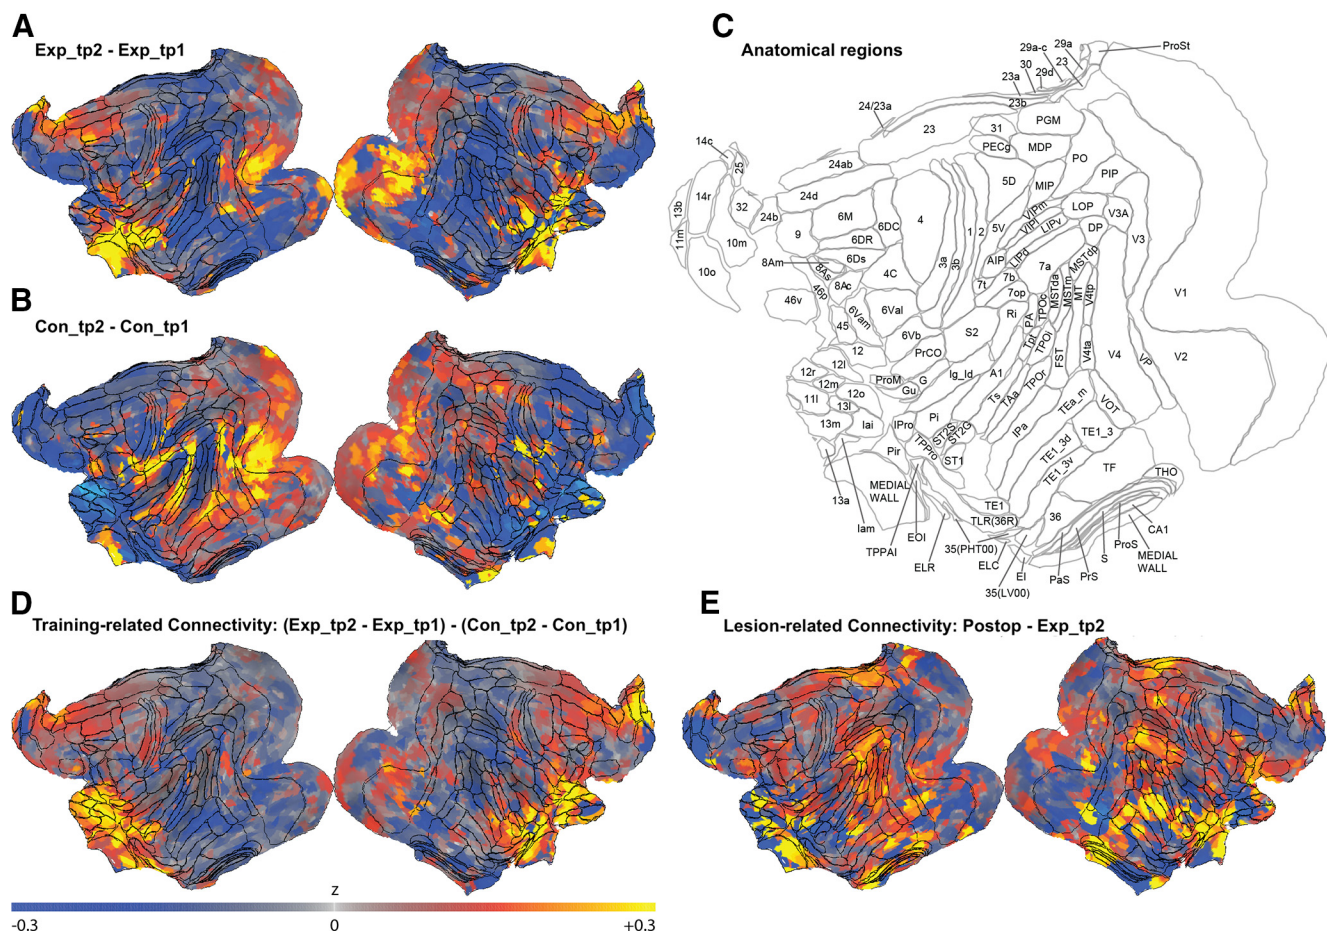 A
Exp_tp2 - Exp_tp1
B
Con_tp2 - Con_tp1
C
Anatomical regions
29a-c
29a
ProSt
30
29d
23
23a
23b
24/23a
PGM
23
31
14c
PECg
MDP
25
PO
24ab
PIP
5D
MIP
14r
24d
13b
32
24b
6M
4
LOP
V3A
VIPm
5V
VIPl
LIPv
DP
V3
11m
9
6DC
1
2
10m
6DR
3a
3b
AIP
LIPd
7a
MSTdp
8Am
6Ds
8As
4C
7b
10o
46p
8Ac
7t
7op
MSTda
MSTm
MT
V4tp
V1
46v
6Val
Ri
PA
TPOc
45
6Vam
6Vb
S2
Tpt
TPOi
FST
V4ta
V4
VP
V2
12
PrCO
12l
12r
Ig_Id
A1
TPOr
12m
ProM
G
Gu
Ts
TAa
TEa_m
VOT
11l
12o
13l
13m
Iai
IPro
Pi
ST2S
ST2G
IPa
TE1_3
TPPro
Pir
ST1
TE1_3d
TE1_3v
TF
THO
MEDIAL
WALL
13a
Iam
TE1
TLR(36R)
36
CA1
TPPAI
EOI
35(PHT00)
S
ProS
MEDIAL
WALL
ELR
ELC
EI
PaS
PrS
35(LV00)
D
Training-related Connectivity: (Exp_tp2 - Exp_tp1) - (Con_tp2 - Con_tp1)
E
Lesion-related Connectivity: Postop - Exp_tp2
z
-0.3
0
+0.3